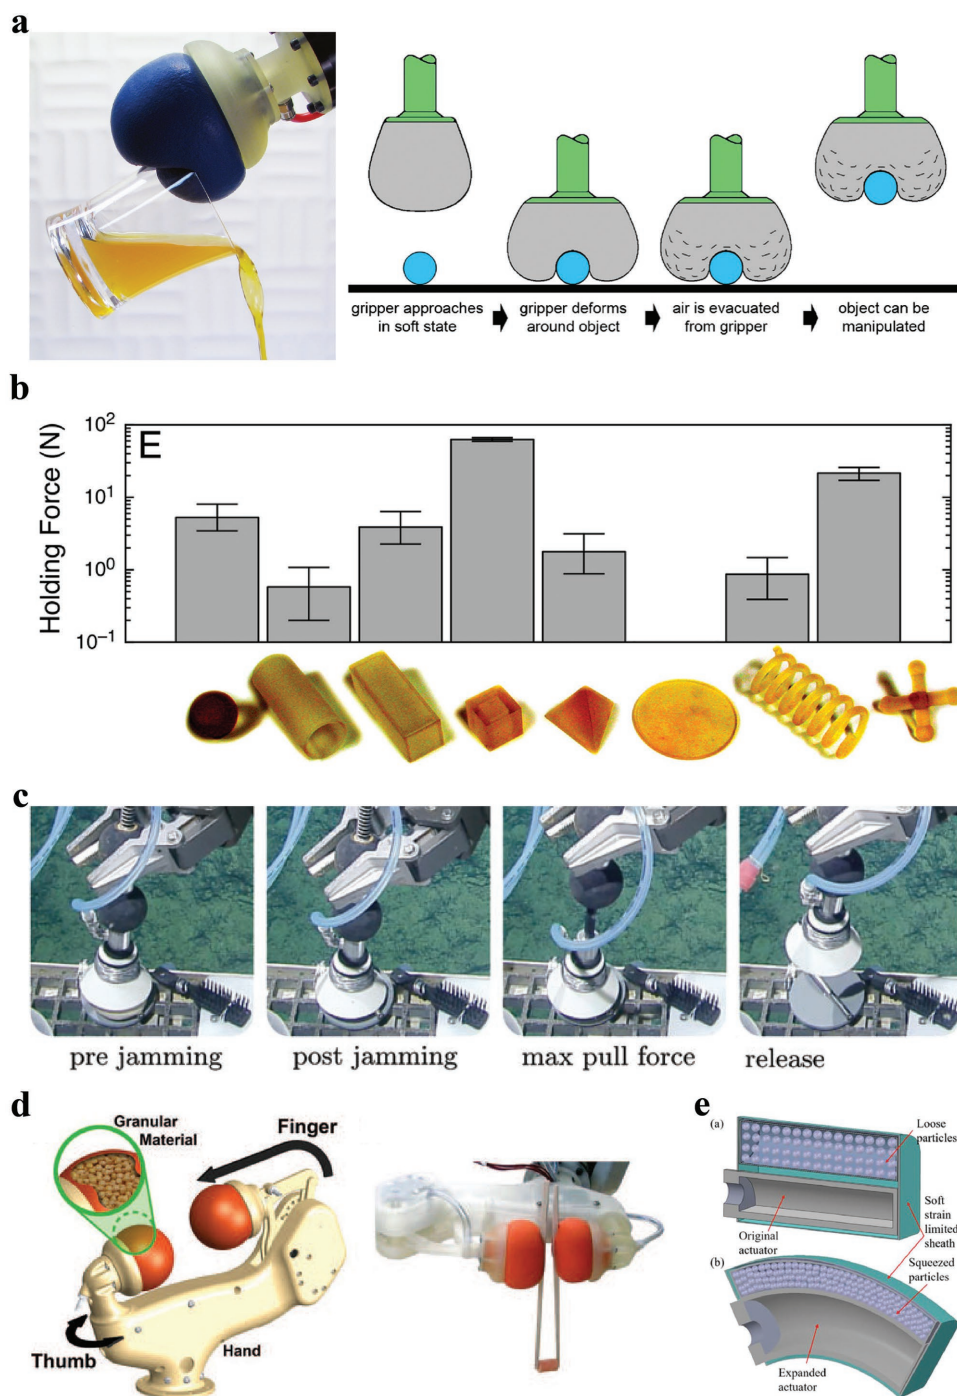 a
gripper approaches
in soft state
gripper deforms
around object
air is evacuated
from gripper
object can be
manipulated
b
E
Holding Force (N)
10²
10¹
10⁰
10⁻¹
c
pre jamming
post jamming
max pull force
release
d
Granular
Material
Finger
Thumb
Hand
e
(a)
Loose
particles
Original
actuator
Soft
strain
limited
sheath
(b)
Squeezed
particles
Expanded
actuator